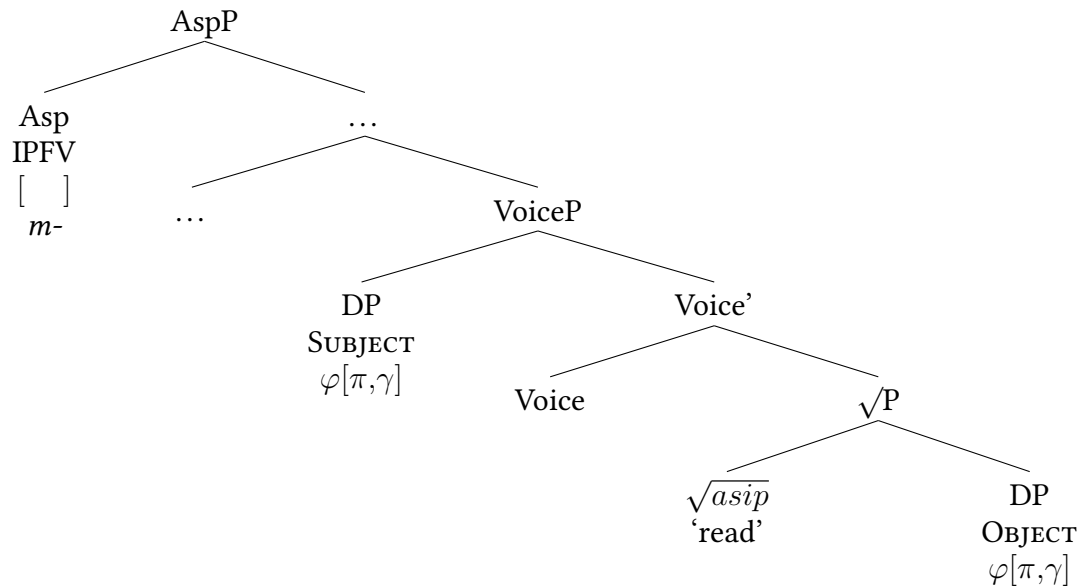 AspP
Asp
IPFV
[ ]
m-
…
…
VoiceP
DP
SUBJECT
φ[π,γ]
Voice’
Voice
√P
√asip
‘read’
DP
OBJECT
φ[π,γ]